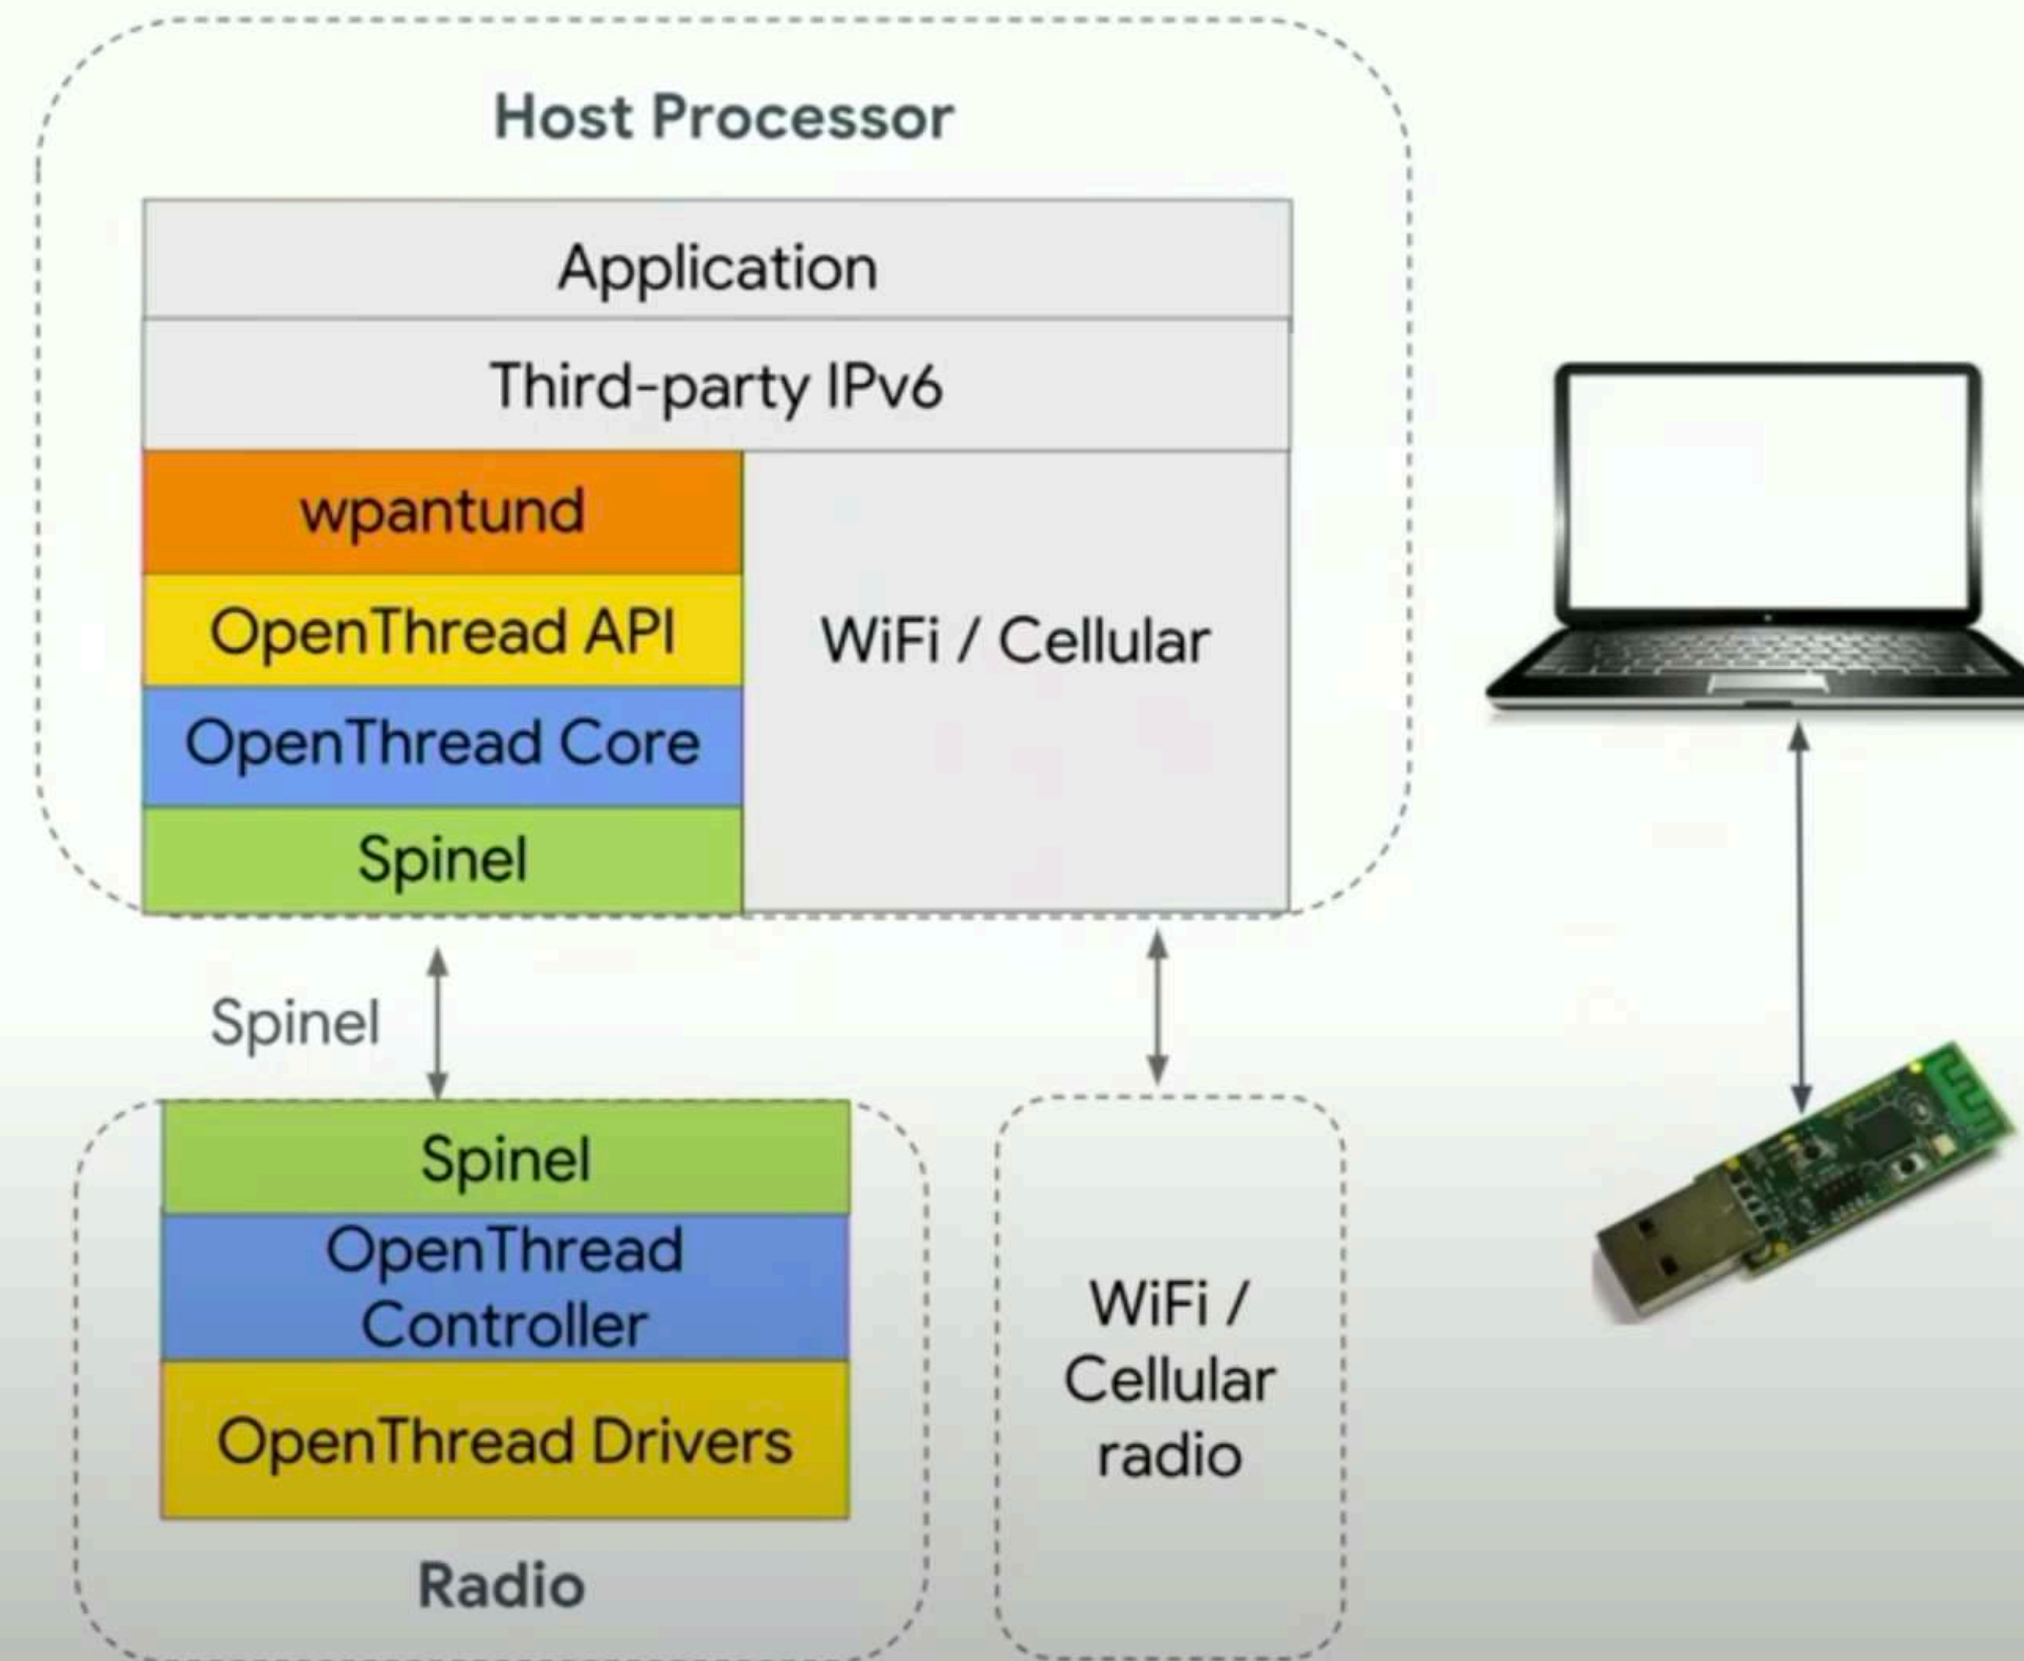 Host Processor
Application
Third-party IPv6
wpantund
OpenThread API
OpenThread Core
Spinel
WiFi / Cellular
Spinel
Spinel
OpenThread
Controller
OpenThread Drivers
Radio
WiFi /
Cellular
radio